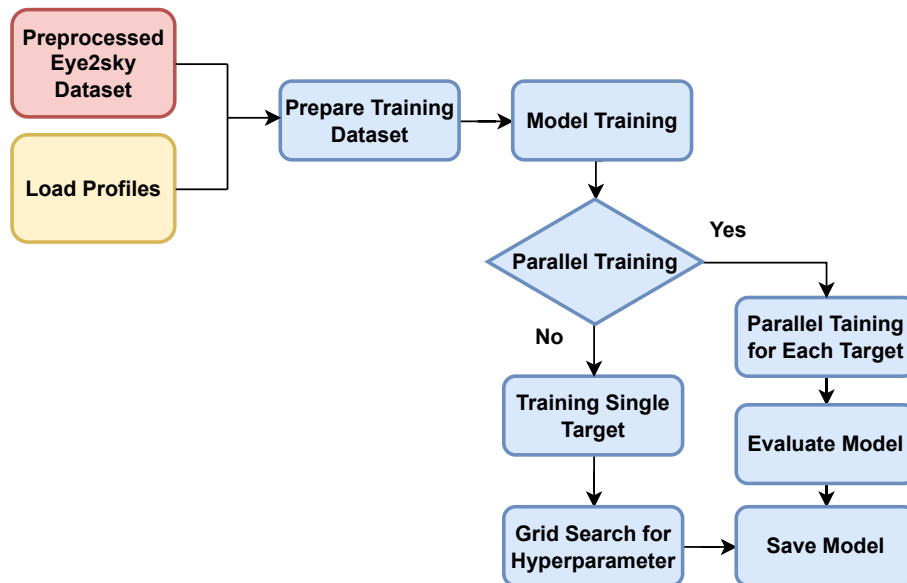 Preprocessed
Eye2sky
Dataset
Load Profiles
Prepare Training
Dataset
Model Training
Parallel Training
Yes
No
Parallel Taining
for Each Target
Training Single
Target
Evaluate Model
Grid Search for
Hyperparameter
Save Model